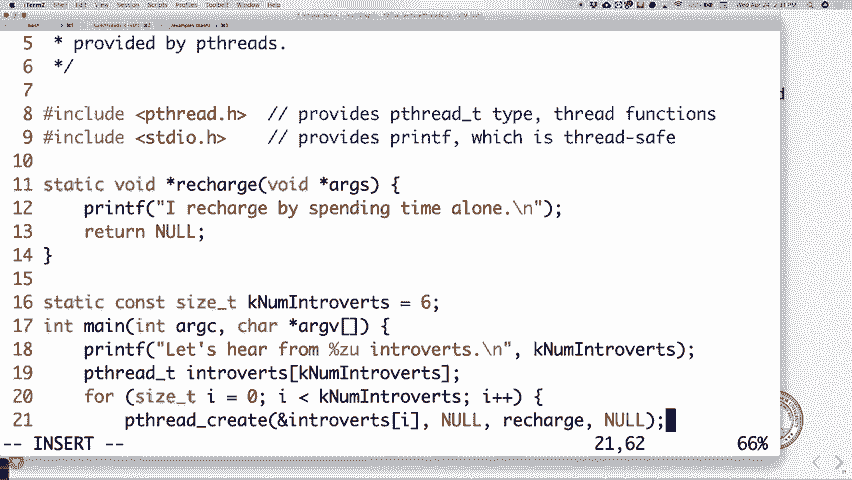 iTerm2 Shell Edit View Session Scripts Profiles Toolbelt Window Help
5 * provided by pthreads.
6 */
7
8 #include <pthread.h> // provides pthread_t type, thread functions
9 #include <stdio.h> // provides printf, which is thread-safe
10
11 static void *recharge(void *args) {
12 printf("I recharge by spending time alone.\n");
13 return NULL;
14 }
15
16 static const size_t kNumIntroverts = 6;
17 int main(int argc, char *argv[]) {
18 printf("Let's hear from %zu introverts.\n", kNumIntroverts);
19 pthread_t introverts[kNumIntroverts];
20 for (size_t i = 0; i < kNumIntroverts; i++) {
21 pthread_create(&introverts[i], NULL, recharge, NULL);
-- INSERT -- 21,62 66%